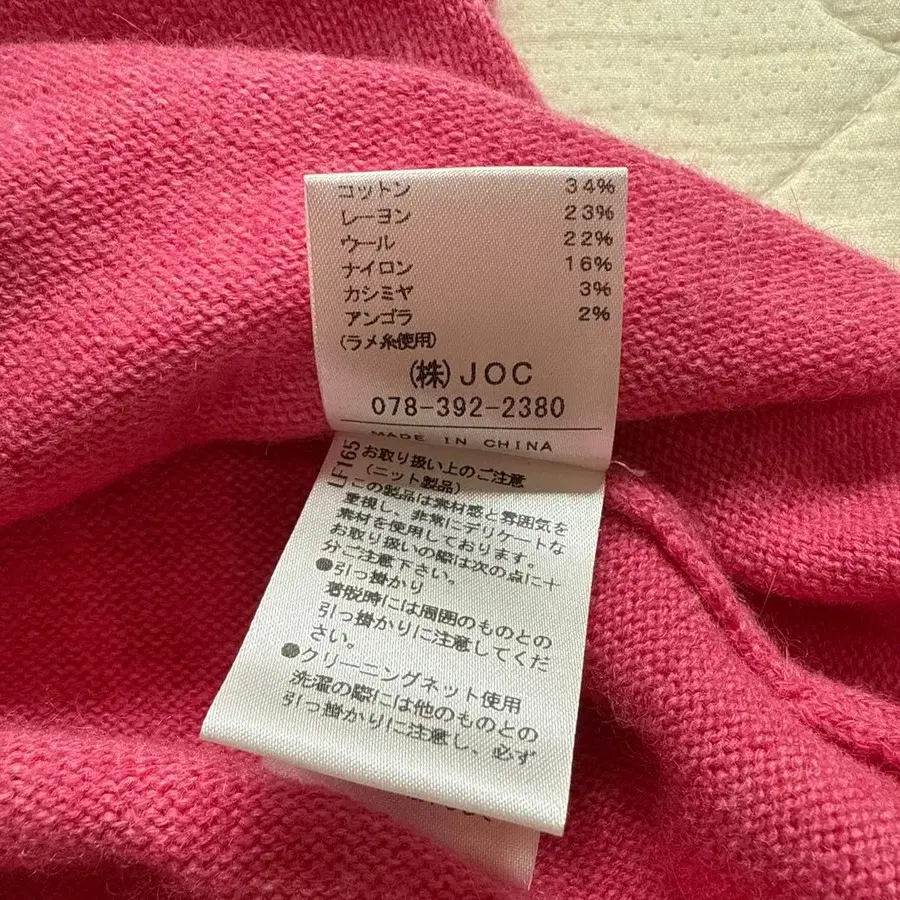 コットン 34%
レーヨン 23%
ウール 22%
ナイロン 16%
カシミヤ 3%
アンゴラ 2%
(ラメ糸使用)
(株)JOC
078-392-2380
MADE IN CHINA
LF165
お取り扱い上のご注意
(ニット製品)
この製品は素材感と雰囲気を
重視し、非常にデリケートな
素材を使用しております。
お取り扱いの際は次の点に十
分ご注意下さい。
●引っ掛かり
着脱時には周囲のものとの
引っ掛かりに注意してくだ
さい。
●クリーニングネット使用
洗濯の際には他のものとの
引っ掛かりに注意し、必ず